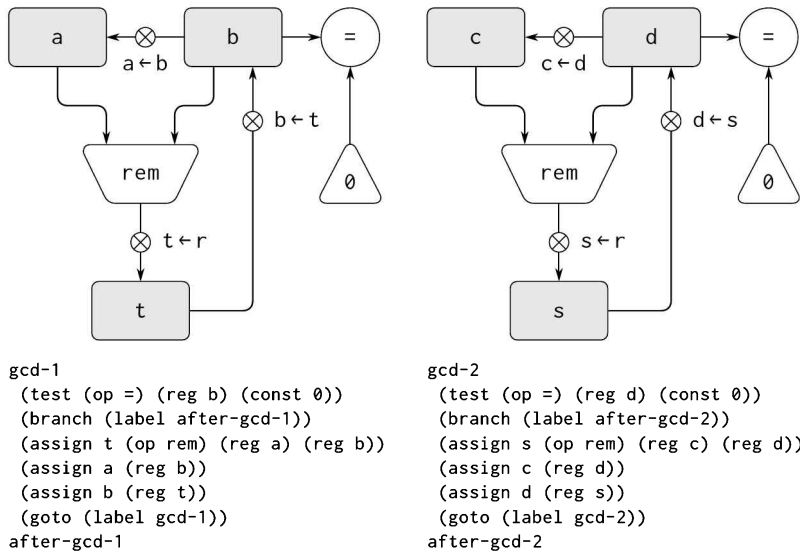 a
b
=
a←b
b←t
rem
0
t←r
t
c
d
=
c←d
d←s
rem
0
s←r
s
gcd-1
(test (op =) (reg b) (const 0))
(branch (label after-gcd-1))
(assign t (op rem) (reg a) (reg b))
(assign a (reg b))
(assign b (reg t))
(goto (label gcd-1))
after-gcd-1
gcd-2
(test (op =) (reg d) (const 0))
(branch (label after-gcd-2))
(assign s (op rem) (reg c) (reg d))
(assign c (reg d))
(assign d (reg s))
(goto (label gcd-2))
after-gcd-2